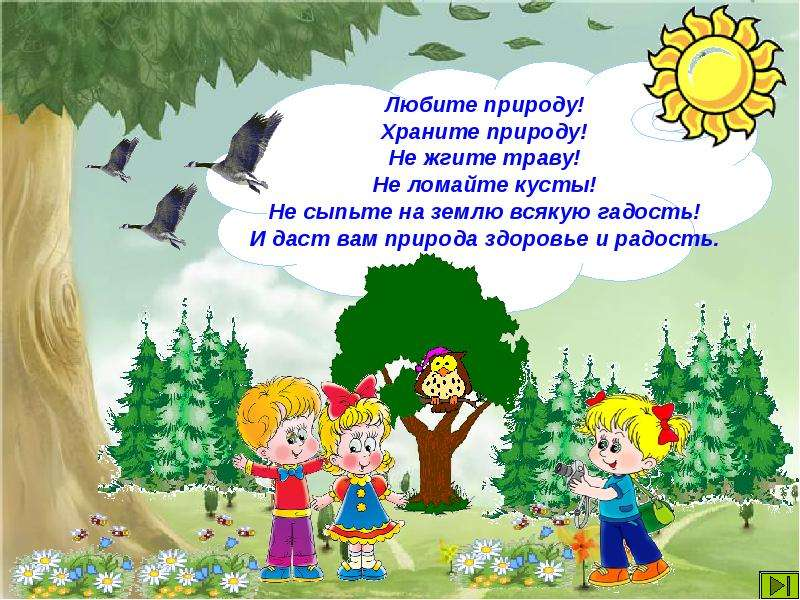 Любите природу!
Храните природу!
Не жгите траву!
Не ломайте кусты!
Не сыпьте на землю всякую гадость!
И даст вам природа здоровье и радость.